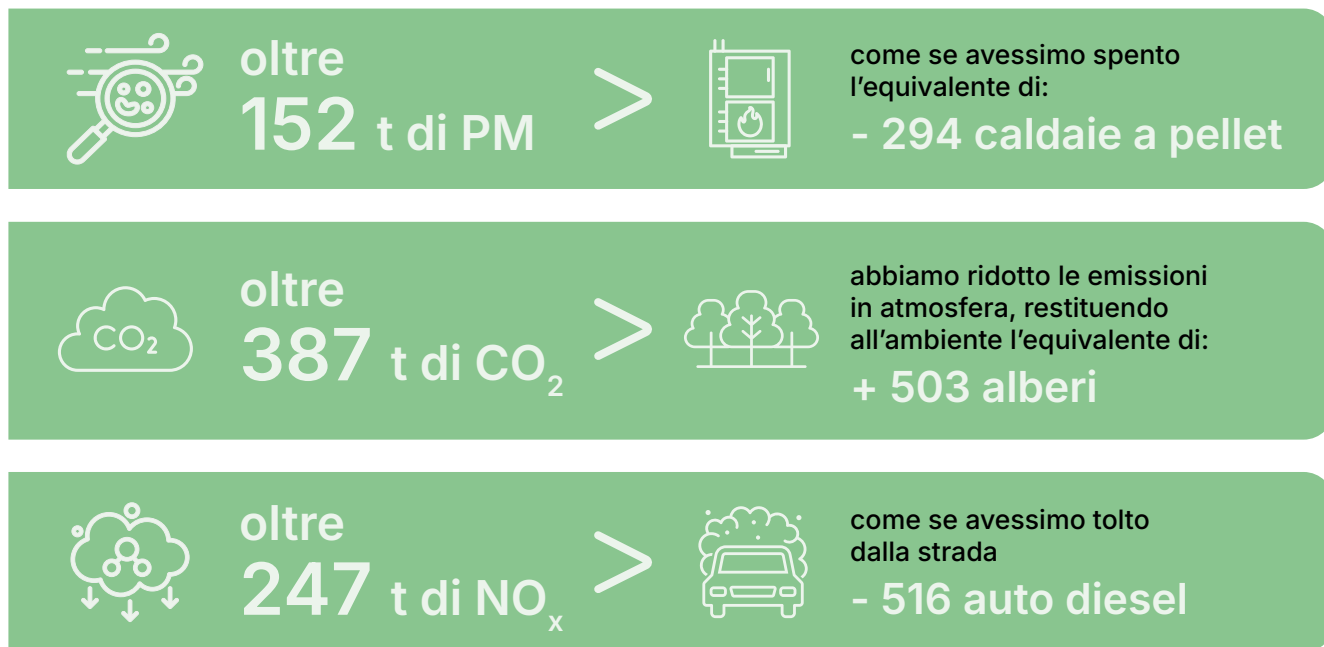 oltre
152 t di PM
>
come se avessimo spento
l’equivalente di:
- 294 caldaie a pellet
CO₂
oltre
387 t di CO₂
>
abbiamo ridotto le emissioni
in atmosfera, restituendo
all’ambiente l’equivalente di:
+ 503 alberi
oltre
247 t di NOₓ
>
come se avessimo tolto
dalla strada
- 516 auto diesel